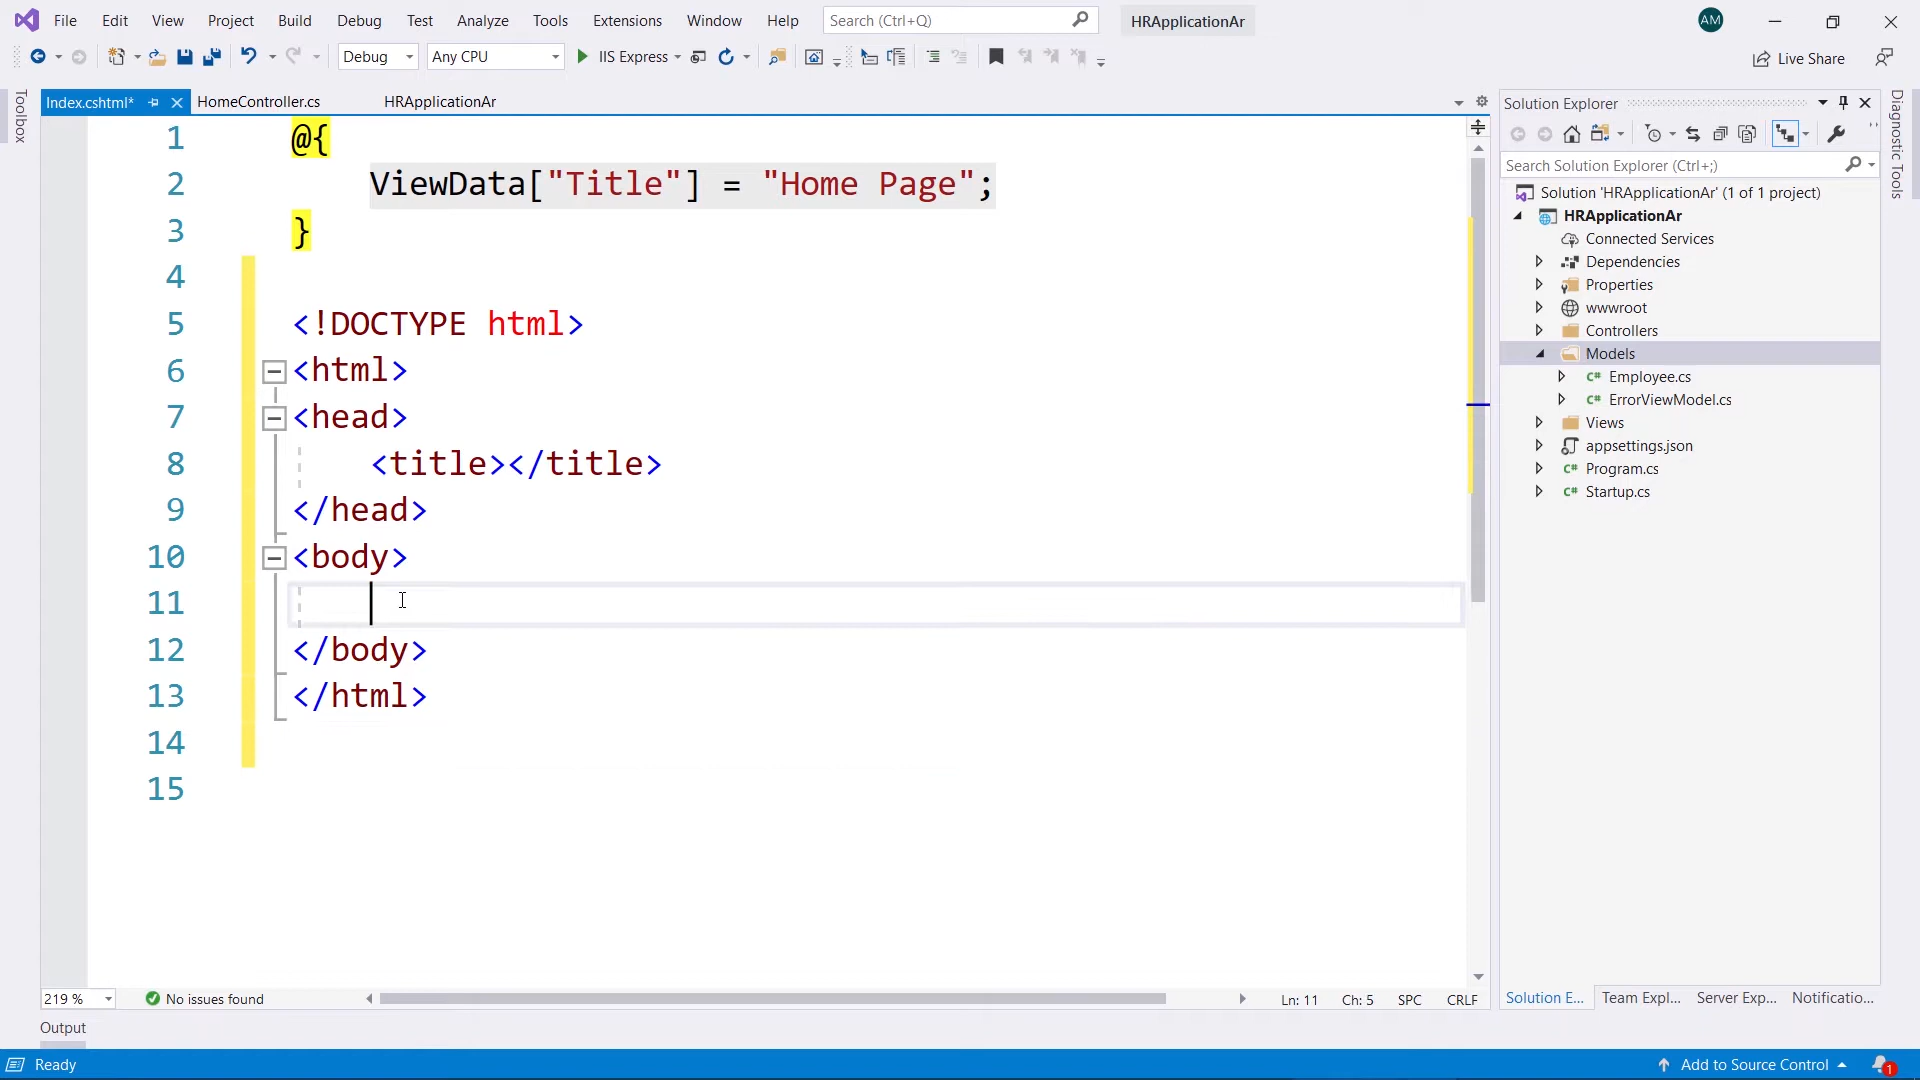 File Edit View Project Build Debug Test Analyze Tools Extensions Window Help Search (Ctrl+Q) HRApplicationAr AM
Debug Any CPU IIS Express Live Share
Toolbox
Index.cshtml* HomeController.cs HRApplicationAr
1 @{
2 ViewData["Title"] = "Home Page";
3 }
4
5 <!DOCTYPE html>
6 <html>
7 <head>
8 <title></title>
9 </head>
10 <body>
11
12 </body>
13 </html>
14
15
219 % No issues found Ln: 11 Ch: 5 SPC CRLF
Solution Explorer
Search Solution Explorer (Ctrl+;)
Solution 'HRApplicationAr' (1 of 1 project)
HRApplicationAr
Connected Services
Dependencies
Properties
wwwroot
Controllers
Models
C# Employee.cs
C# ErrorViewModel.cs
Views
appsettings.json
C# Program.cs
C# Startup.cs
Solution E... Team Expl... Server Exp... Notificatio...
Diagnostic Tools
Output
Ready Add to Source Control 1